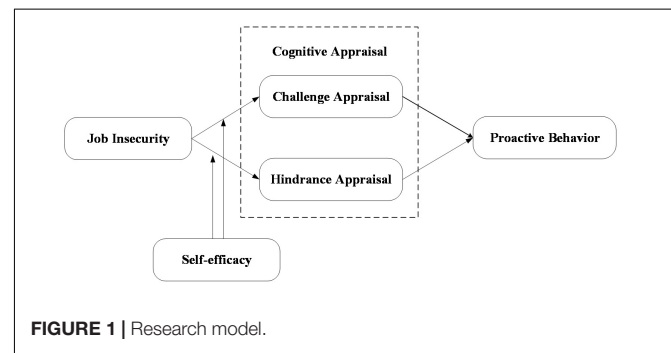 Cognitive Appraisal
Challenge Appraisal
Job Insecurity
Proactive Behavior
Hindrance Appraisal
Self-efficacy
FIGURE 1 | Research model.